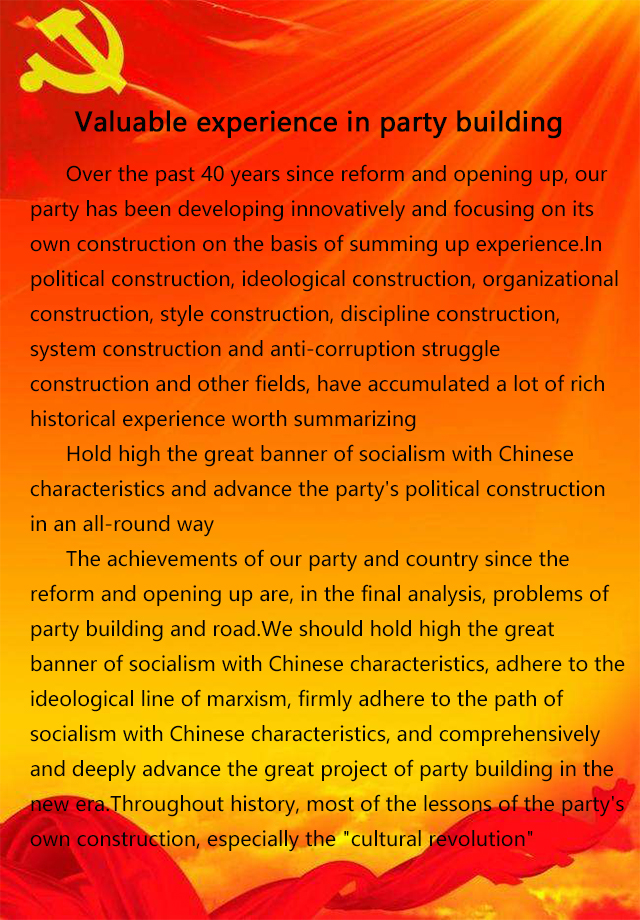 Valuable experience in party building
Over the past 40 years since reform and opening up, our
party has been developing innovatively and focusing on its
own construction on the basis of summing up experience.In
political construction, ideological construction, organizational
construction, style construction, discipline construction,
system construction and anti-corruption struggle
construction and other fields, have accumulated a lot of rich
historical experience worth summarizing
Hold high the great banner of socialism with Chinese
characteristics and advance the party's political construction
in an all-round way
The achievements of our party and country since the
reform and opening up are, in the final analysis, problems of
party building and road.We should hold high the great
banner of socialism with Chinese characteristics, adhere to the
ideological line of marxism, firmly adhere to the path of
socialism with Chinese characteristics, and comprehensively
and deeply advance the great project of party building in the
new era.Throughout history, most of the lessons of the party's
own construction, especially the "cultural revolution"